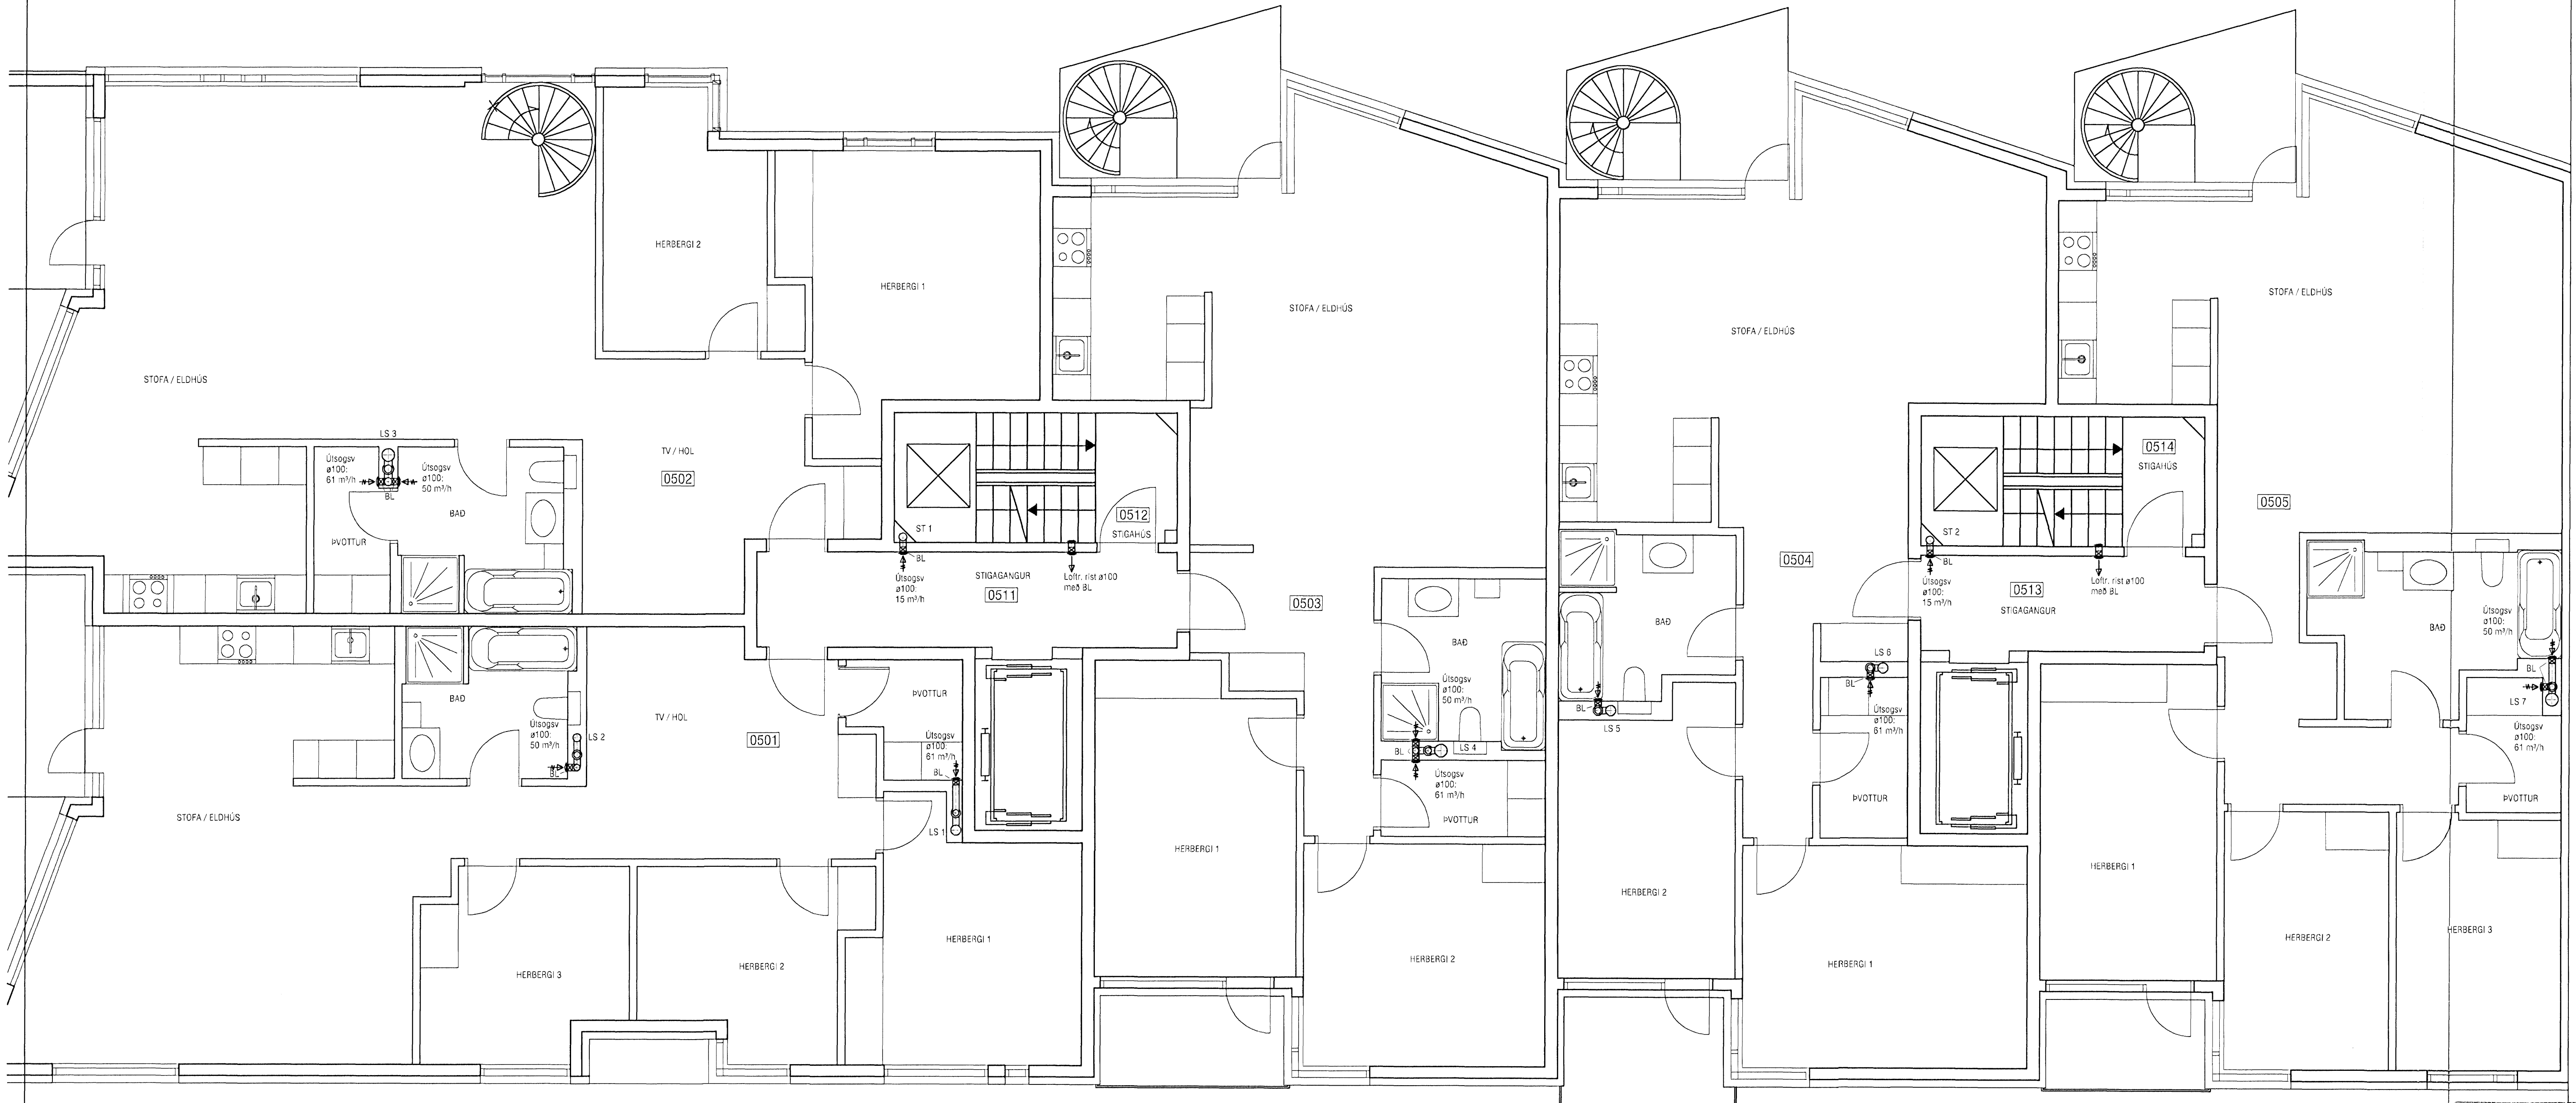 HERBERGI 2
HERBERGI 1
STOFA / ELDHÚS
STOFA / ELDHÚS
STOFA / ELDHÚS
STOFA / ELDHÚS
LS 3
Útsogsv
ø100:
61 m³/h
Útsogsv
ø100:
50 m³/h
BL
BAÐ
ÞVOTTUR
TV / HOL
0502
ST 1
BL
Útsogsv
ø100:
15 m³/h
0512
STIGAHÚS
STIGAGANGUR
0511
Loftr. rist ø100
með BL
0503
BAÐ
Útsogsv
ø100:
50 m³/h
BL
LS 4
Útsogsv
ø100:
61 m³/h
ÞVOTTUR
0504
BAÐ
BL
LS 5
LS 6
BL
Útsogsv
ø100:
61 m³/h
ÞVOTTUR
0514
STIGAHÚS
ST 2
BL
Útsogsv
ø100:
15 m³/h
0513
STIGAGANGUR
Loftr. rist ø100
með BL
0505
BAÐ
Útsogsv
ø100:
50 m³/h
BL
LS 7
Útsogsv
ø100:
61 m³/h
ÞVOTTUR
BAÐ
Útsogsv
ø100:
50 m³/h
LS 2
BL
TV / HOL
0501
ÞVOTTUR
Útsogsv
ø100:
61 m³/h
BL
LS 1
STOFA / ELDHÚS
HERBERGI 3
HERBERGI 2
HERBERGI 1
HERBERGI 1
HERBERGI 2
HERBERGI 2
HERBERGI 1
HERBERGI 1
HERBERGI 2
HERBERGI 3